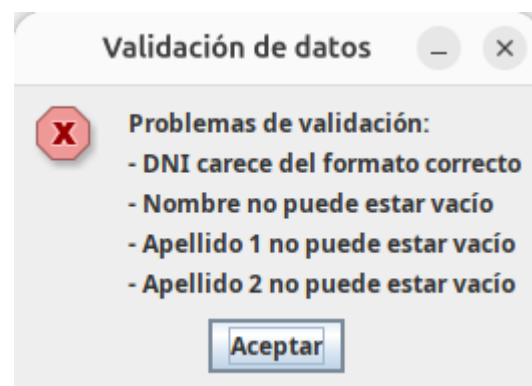 Validación de datos
Problemas de validación:
- DNI carece del formato correcto
- Nombre no puede estar vacío
- Apellido 1 no puede estar vacío
- Apellido 2 no puede estar vacío
Aceptar